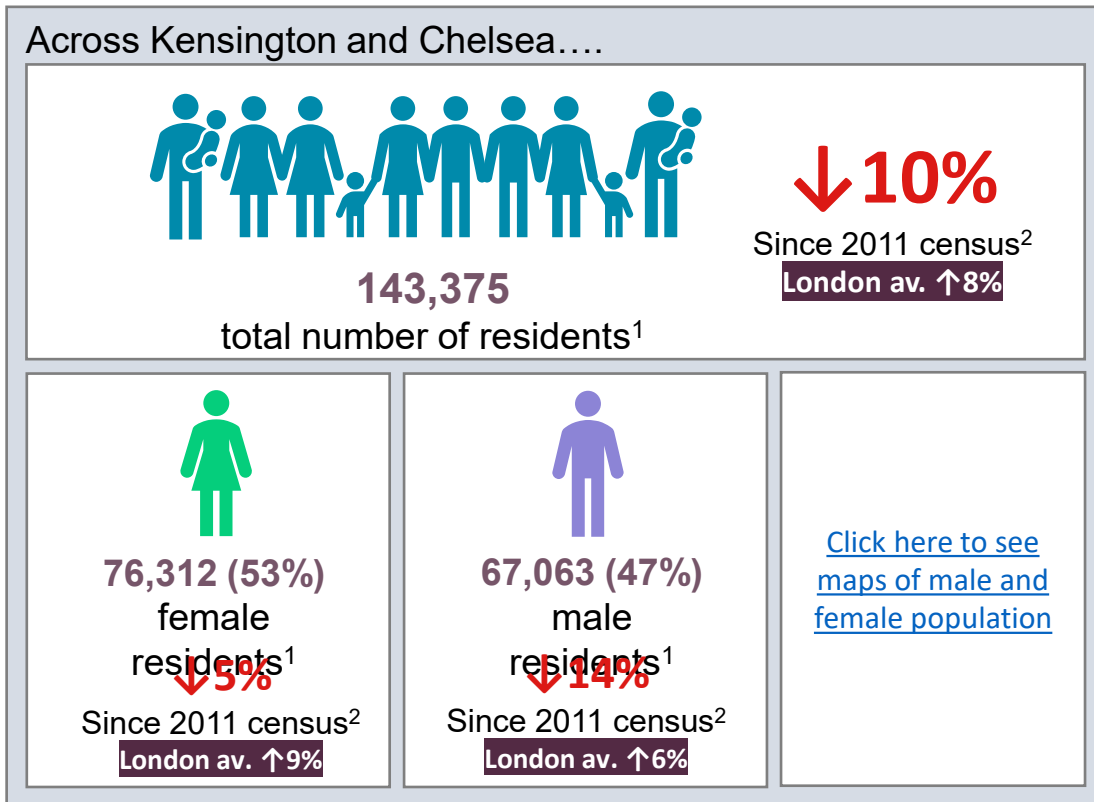 Across Kensington and Chelsea….
↓10%
Since 2011 census²
London av. ↑8%
143,375
total number of residents¹
76,312 (53%)
female
residents¹
↓5%
Since 2011 census²
London av. ↑9%
67,063 (47%)
male
residents¹
↓14%
Since 2011 census²
London av. ↑6%
Click here to see
maps of male and
female population